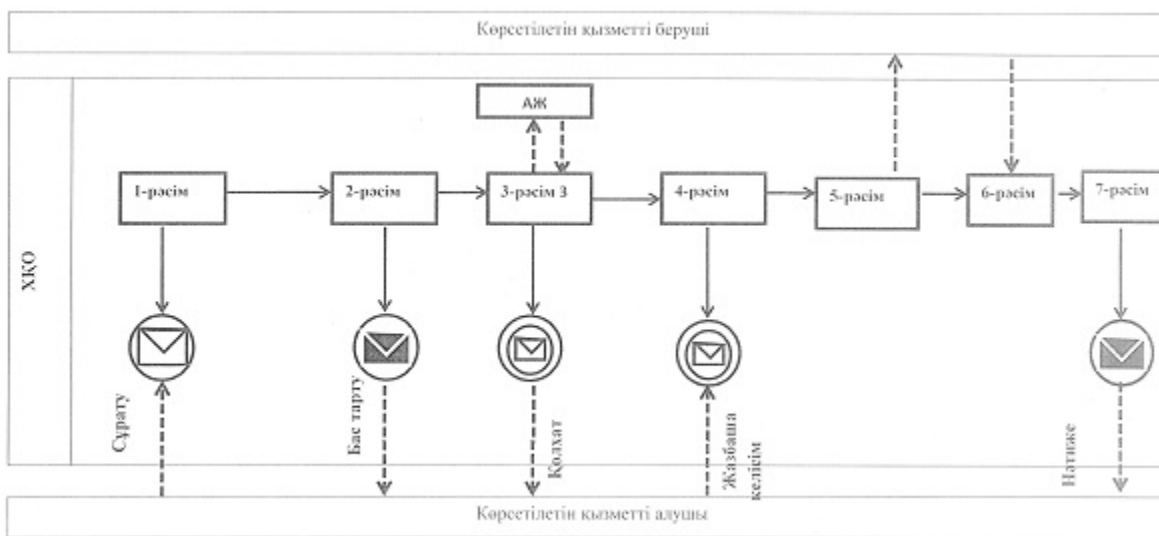 Көрсетілетін қызметті беруші
АЖ
1-рәсім
2-рәсім
3-рәсім 3
4-рәсім
5-рәсім
6-рәсім
7-рәсім
ХҚО
Сұрату
Бас тарту
Қолхат
Жазбаша
келісім
Нәтиже
Көрсетілетін қызметті алушы